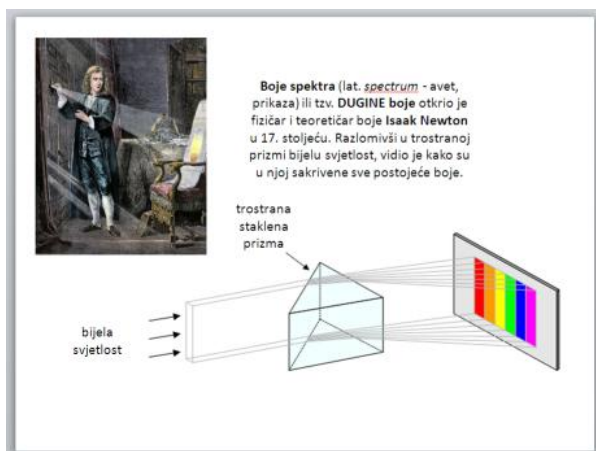 Boje spektra (lat. spectrum - avet,
prikaza) ili tzv. DUGINE boje otkrio je
fizičar i teoretičar boje Isaak Newton
u 17. stoljeću. Razlomivši u trostranoj
prizmi bijelu svjetlost, vidio je kako su
u njoj sakrivene sve postojeće boje.
trostrana
staklena
prizma
bijela
svjetlost